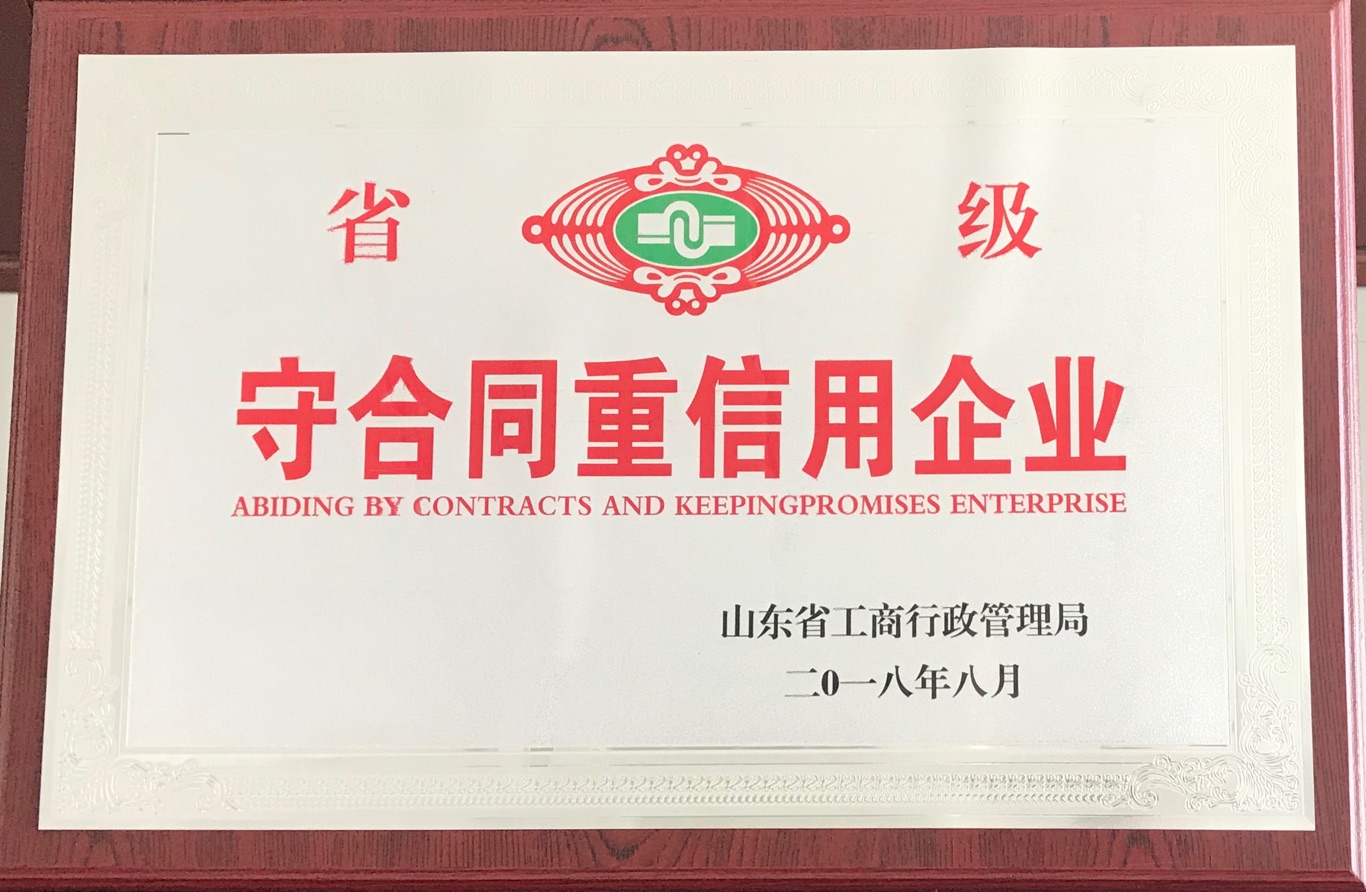 省 级
守合同重信用企业
ABIDING BY CONTRACTS AND KEEPINGPROMISES ENTERPRISE
山东省工商行政管理局
二0一八年八月